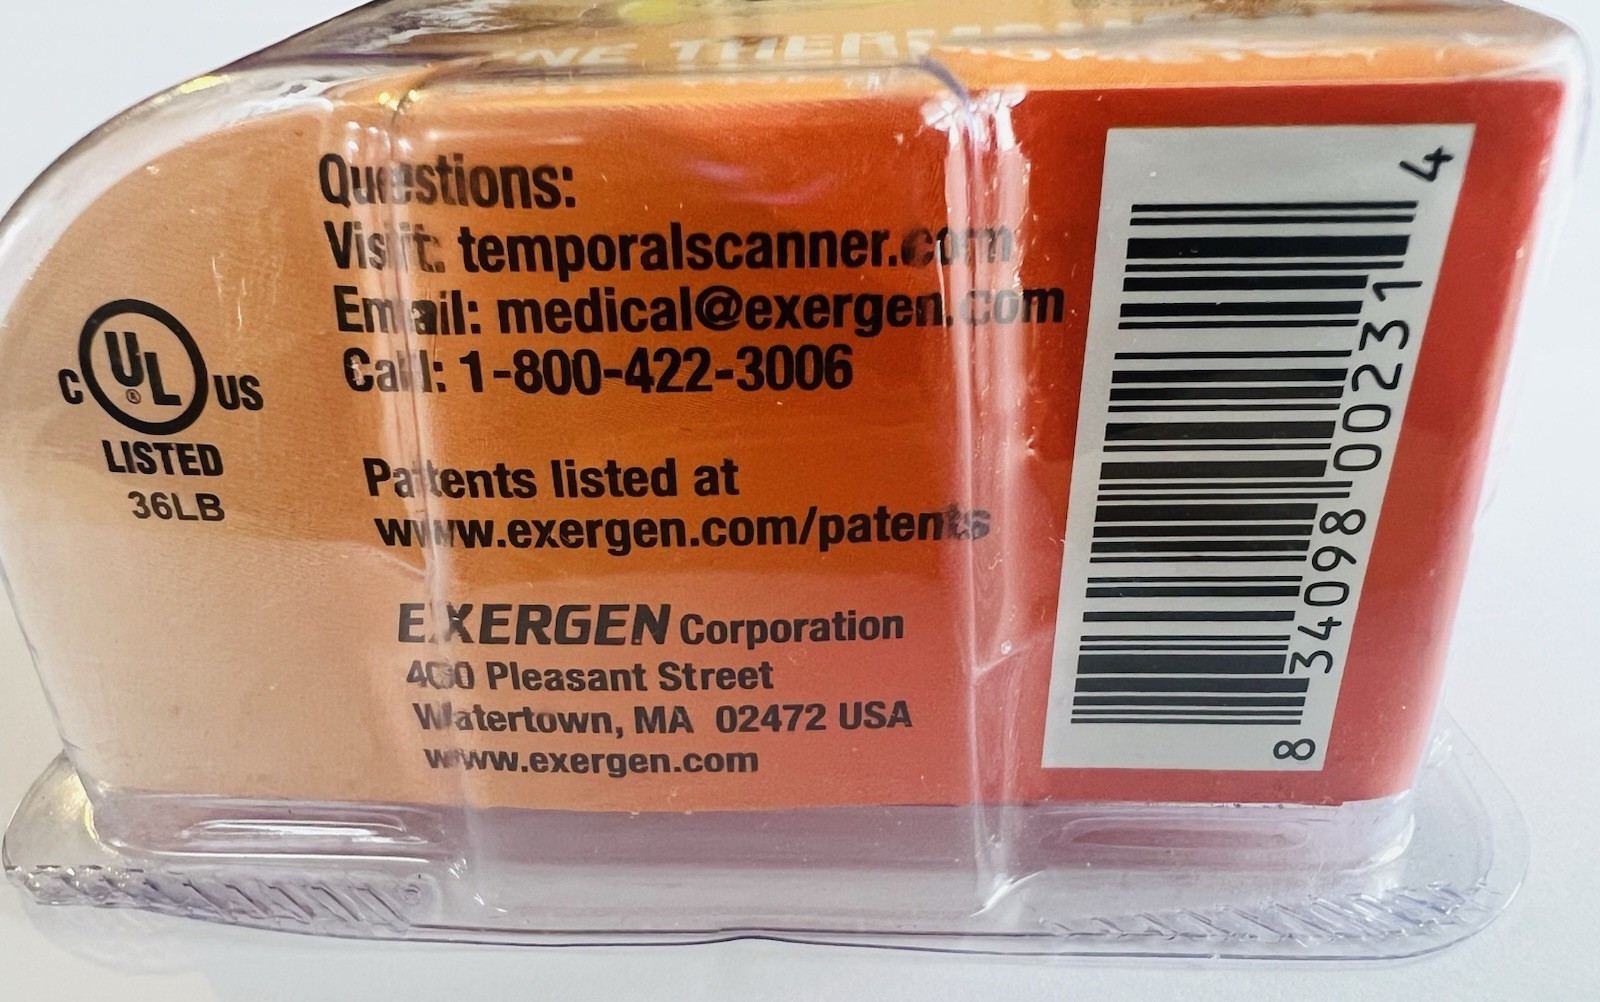 Questions:
Visit: temporalscanner.com
Email: medical@exergen.com
Call: 1-800-422-3006
Patents listed at
www.exergen.com/patents
EXERGEN Corporation
400 Pleasant Street
Watertown, MA 02472 USA
www.exergen.com
C UL® US
LISTED
36LB
8 34098 00231 4